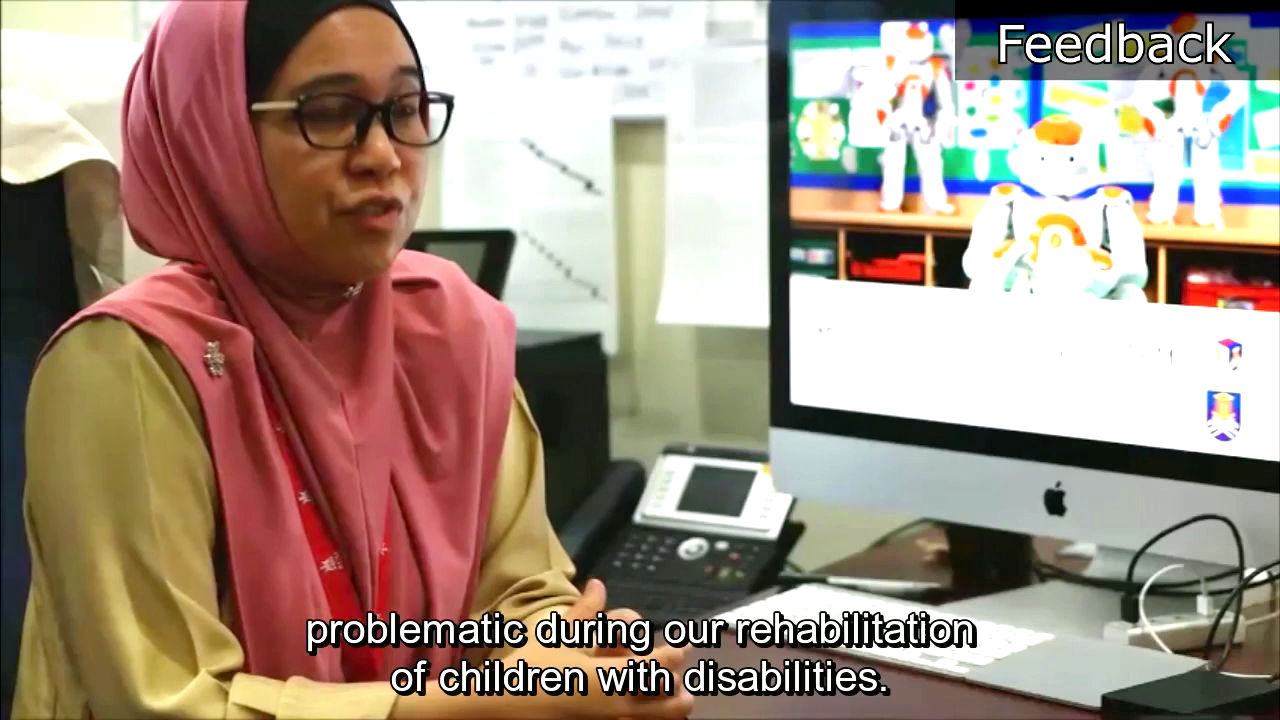 Feedback
problematic during our rehabilitation
of children with disabilities.